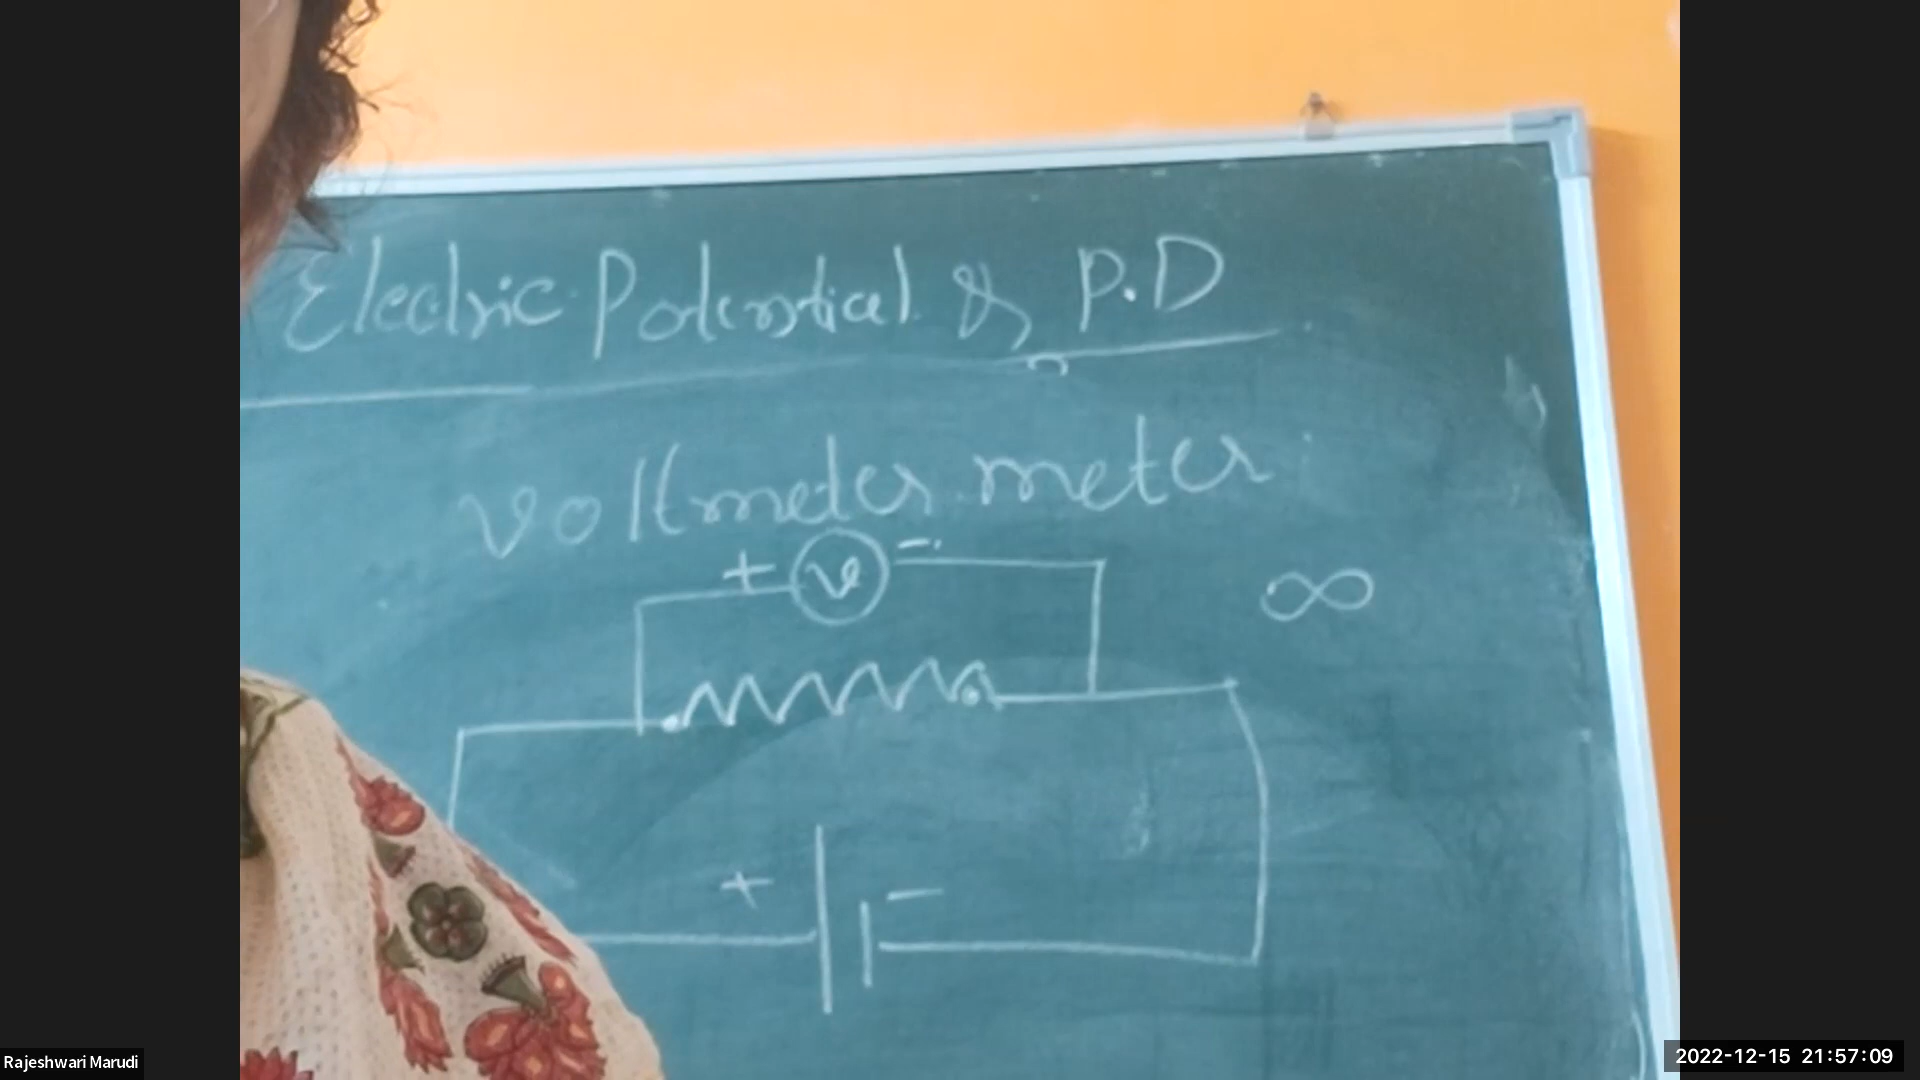 Electric Potential & P.D
Voltmeter meter
+ V -
∞
+ -
Rajeshwari Marudi
2022-12-15 21:57:09